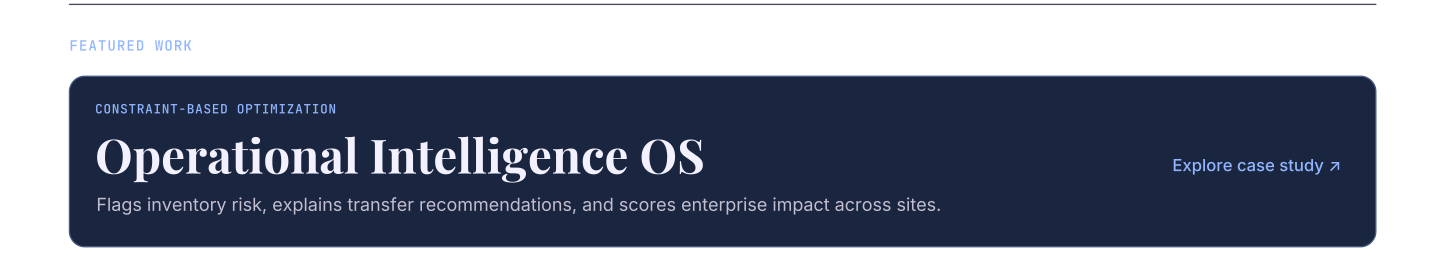 FEATURED WORK
CONSTRAINT-BASED OPTIMIZATION
Operational Intelligence OS
Explore case study ↗
Flags inventory risk, explains transfer recommendations, and scores enterprise impact across sites.